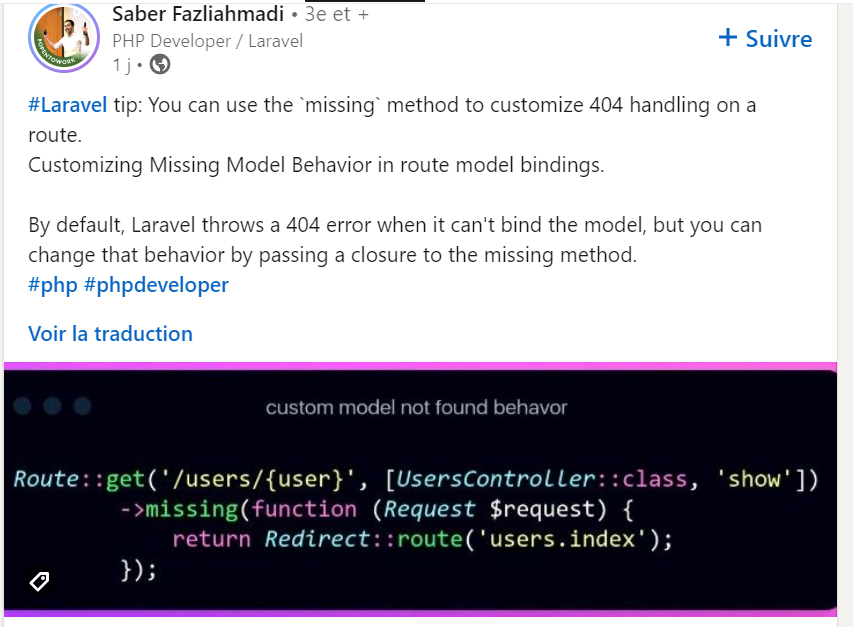 Saber Fazliahmadi • 3e et +
PHP Developer / Laravel
1 j •
+ Suivre
#OPENTOWORK
#Laravel tip: You can use the `missing` method to customize 404 handling on a
route.
Customizing Missing Model Behavior in route model bindings.
By default, Laravel throws a 404 error when it can't bind the model, but you can
change that behavior by passing a closure to the missing method.
#php #phpdeveloper
Voir la traduction
custom model not found behavor
Route::get('/users/{user}', [UsersController::class, 'show'])
->missing(function (Request $request) {
return Redirect::route('users.index');
});